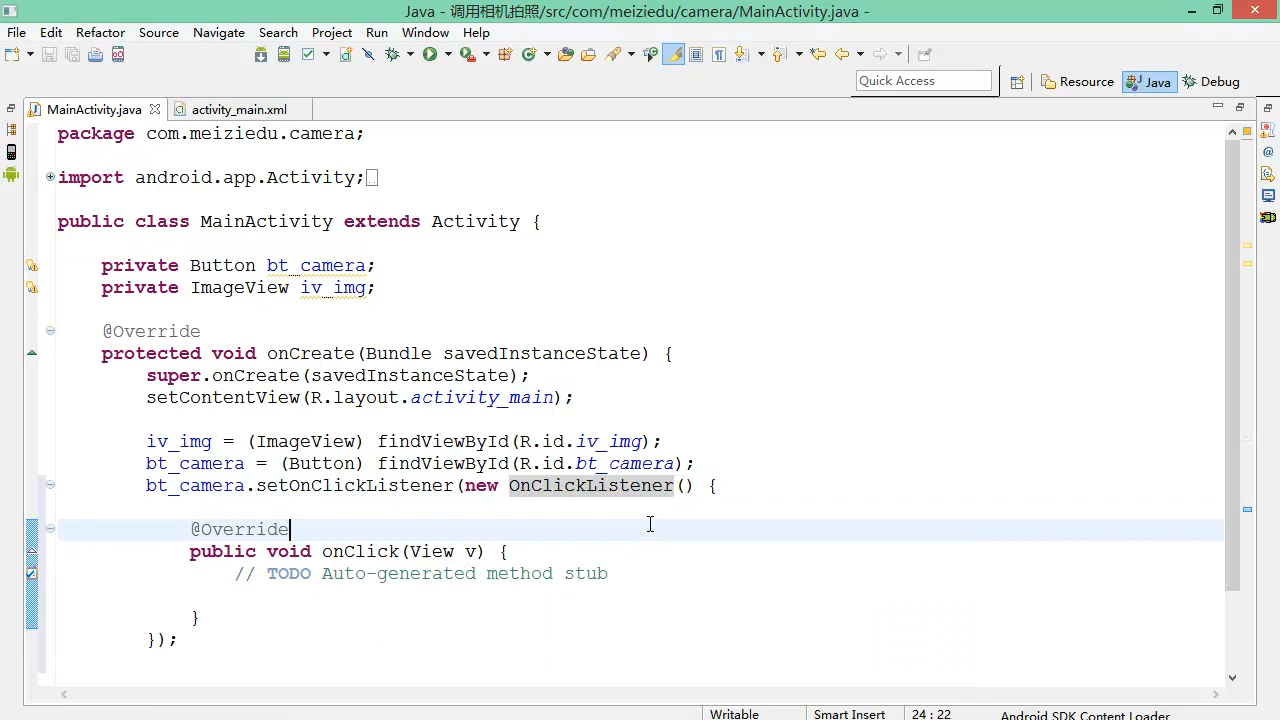 Java - 调用相机拍照/src/com/meiziedu/camera/MainActivity.java -
File Edit Refactor Source Navigate Search Project Run Window Help
Quick Access Resource Java Debug
MainActivity.java activity_main.xml
package com.meiziedu.camera;
import android.app.Activity;
public class MainActivity extends Activity {
private Button bt_camera;
private ImageView iv_img;
@Override
protected void onCreate(Bundle savedInstanceState) {
super.onCreate(savedInstanceState);
setContentView(R.layout.activity_main);
iv_img = (ImageView) findViewById(R.id.iv_img);
bt_camera = (Button) findViewById(R.id.bt_camera);
bt_camera.setOnClickListener(new OnClickListener() {
@Override
public void onClick(View v) {
// TODO Auto-generated method stub
}
});
Writable Smart Insert 24 : 22 Android SDK Content Loader